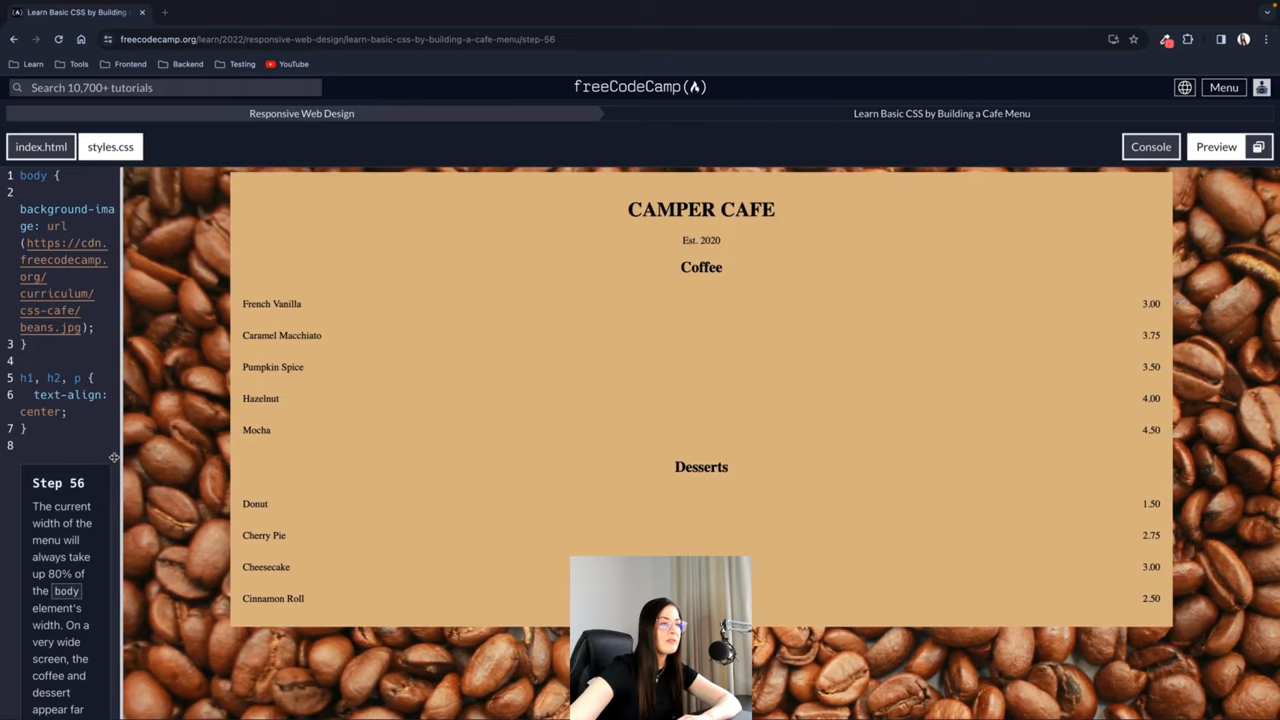 Learn Basic CSS by Building
freecodecamp.org/learn/2022/responsive-web-design/learn-basic-css-by-building-a-cafe-menu/step-56
Learn Tools Frontend Backend Testing YouTube
Search 10,700+ tutorials
freeCodeCamp(🔥)
Menu
Responsive Web Design
Learn Basic CSS by Building a Cafe Menu
index.html
styles.css
Console
Preview
1 body {
2
background-ima
ge: url
(https://cdn.
freecodecamp.
org/
curriculum/
css-cafe/
beans.jpg);
3 }
4
5 h1, h2, p {
6 text-align:
center;
7 }
8
Step 56
The current
width of the
menu will
always take
up 80% of
the body
element's
width. On a
very wide
screen, the
coffee and
dessert
appear far
CAMPER CAFE
Est. 2020
Coffee
French Vanilla 3.00
Caramel Macchiato 3.75
Pumpkin Spice 3.50
Hazelnut 4.00
Mocha 4.50
Desserts
Donut 1.50
Cherry Pie 2.75
Cheesecake 3.00
Cinnamon Roll 2.50